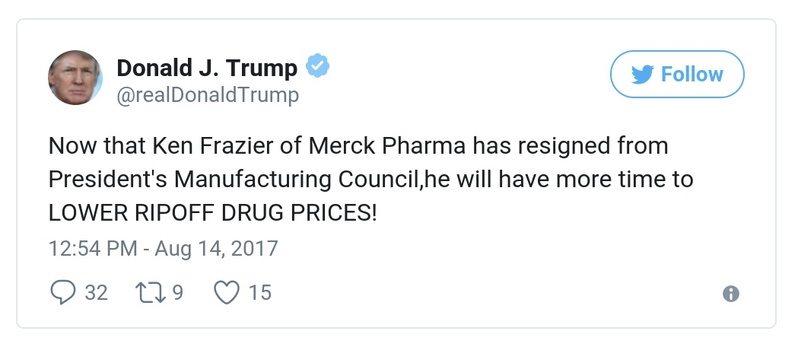 Donald J. Trump
@realDonaldTrump
Follow
Now that Ken Frazier of Merck Pharma has resigned from
President's Manufacturing Council,he will have more time to
LOWER RIPOFF DRUG PRICES!
12:54 PM - Aug 14, 2017
32 9 15